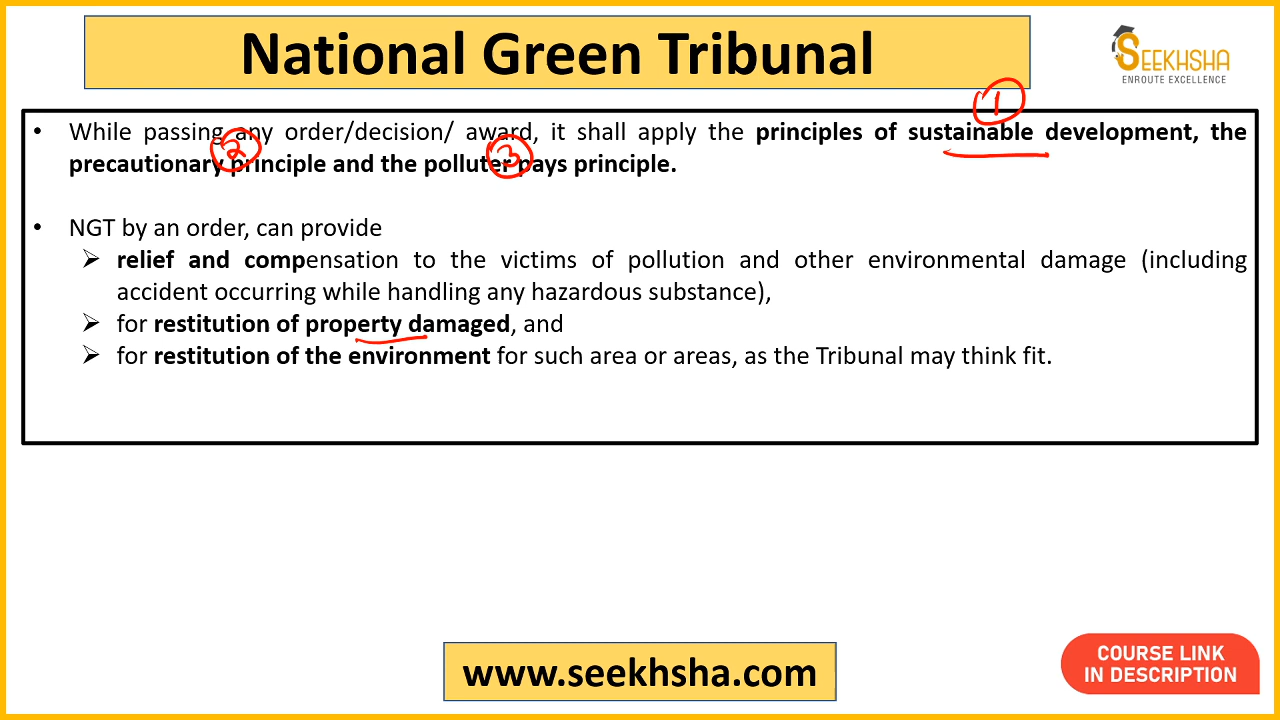 National Green Tribunal
SEEKHSHA
ENROUTE EXCELLENCE
1
• While passing any order/decision/ award, it shall apply the principles of sustainable development, the
2 3
precautionary principle and the polluter pays principle.
• NGT by an order, can provide
➢ relief and compensation to the victims of pollution and other environmental damage (including
accident occurring while handling any hazardous substance),
➢ for restitution of property damaged, and
➢ for restitution of the environment for such area or areas, as the Tribunal may think fit.
www.seekhsha.com
COURSE LINK
IN DESCRIPTION